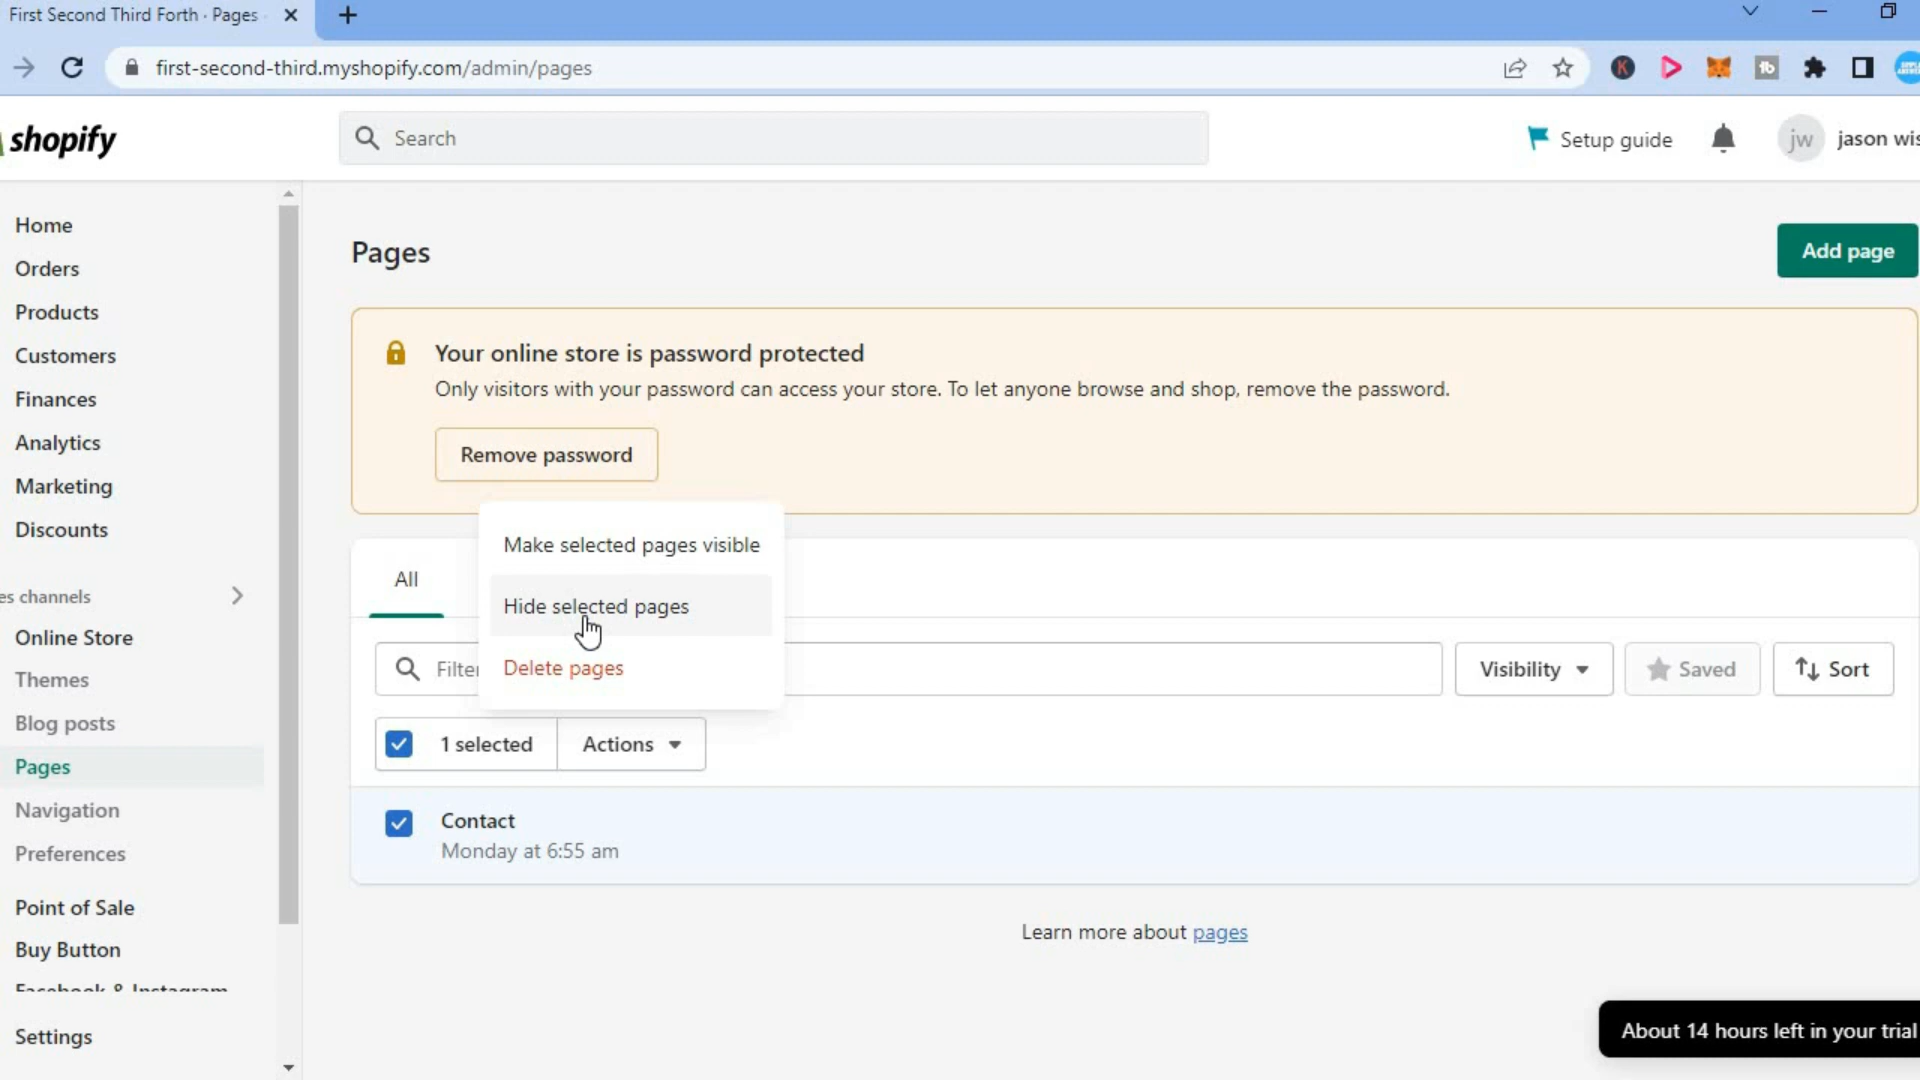 First Second Third Forth · Pages
first-second-third.myshopify.com/admin/pages
shopify
Search
Setup guide
jw
jason wis
Home
Orders
Products
Customers
Finances
Analytics
Marketing
Discounts
es channels
Online Store
Themes
Blog posts
Pages
Navigation
Preferences
Point of Sale
Buy Button
Facebook & Instagram
Settings
Pages
Add page
Your online store is password protected
Only visitors with your password can access your store. To let anyone browse and shop, remove the password.
Remove password
All
Make selected pages visible
Hide selected pages
Delete pages
Filter
Visibility
Saved
Sort
1 selected
Actions
Contact
Monday at 6:55 am
Learn more about pages
About 14 hours left in your trial